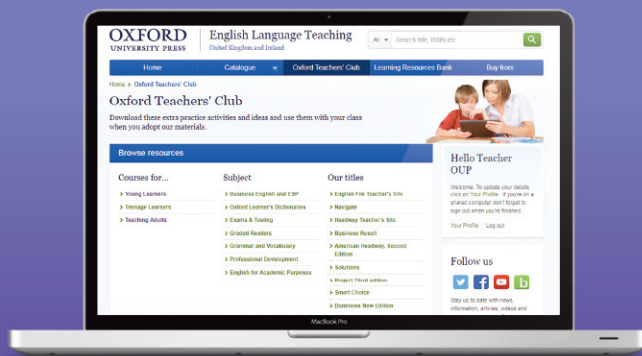 OXFORD
UNIVERSITY PRESS
English Language Teaching
United Kingdom and Ireland
All
Search title, ISBN etc.
Home
Catalogue
Oxford Teachers' Club
Learning Resources Bank
Buy from
Home > Oxford Teachers' Club
Oxford Teachers' Club
Download these extra practice activities and ideas and use them with your class
when you adopt our materials.
Browse resources
Courses for...
> Young Learners
> Teenage Learners
> Teaching Adults
Subject
> Business English and ESP
> Oxford Learner's Dictionaries
> Exams & Testing
> Graded Readers
> Grammar and Vocabulary
> Professional Development
> English for Academic Purposes
Our titles
> English File Teacher's Site
> Navigate
> Headway Teacher's Site
> Business Result
> American Headway, Second
Edition
> Solutions
> Project Third edition
> Smart Choice
> Dominoes New Edition
Hello Teacher
OUP
Welcome. To update your details
click on Your Profile. If you're on a
shared computer don't forget to
sign out when you're finished.
Your Profile | Log out
Follow us
Stay up to date with news,
information, articles, videos and
MacBook Pro